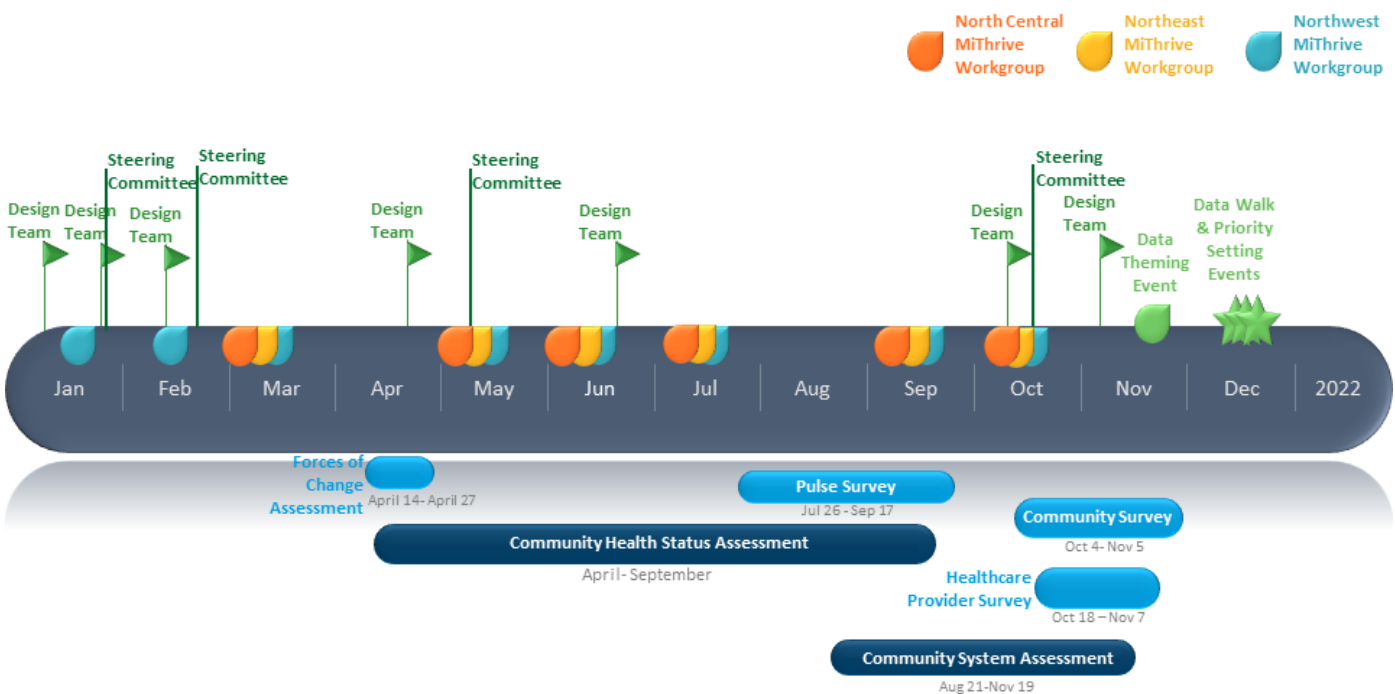 North Central
MiThrive
Workgroup
Northeast
MiThrive
Workgroup
Northwest
MiThrive
Workgroup
Steering
Committee
Steering
Committee
Steering
Committee
Steering
Committee
Design
Team
Design
Team
Design
Team
Design
Team
Design
Team
Design
Team
Design
Team
Data
Theming
Event
Data Walk
& Priority
Setting
Events
Jan
Feb
Mar
Apr
May
Jun
Jul
Aug
Sep
Oct
Nov
Dec
2022
Forces of
Change
Assessment
April 14- April 27
Pulse Survey
Jul 26 - Sep 17
Community Survey
Oct 4- Nov 5
Community Health Status Assessment
April- September
Healthcare
Provider Survey
Oct 18 – Nov 7
Community System Assessment
Aug 21-Nov 19